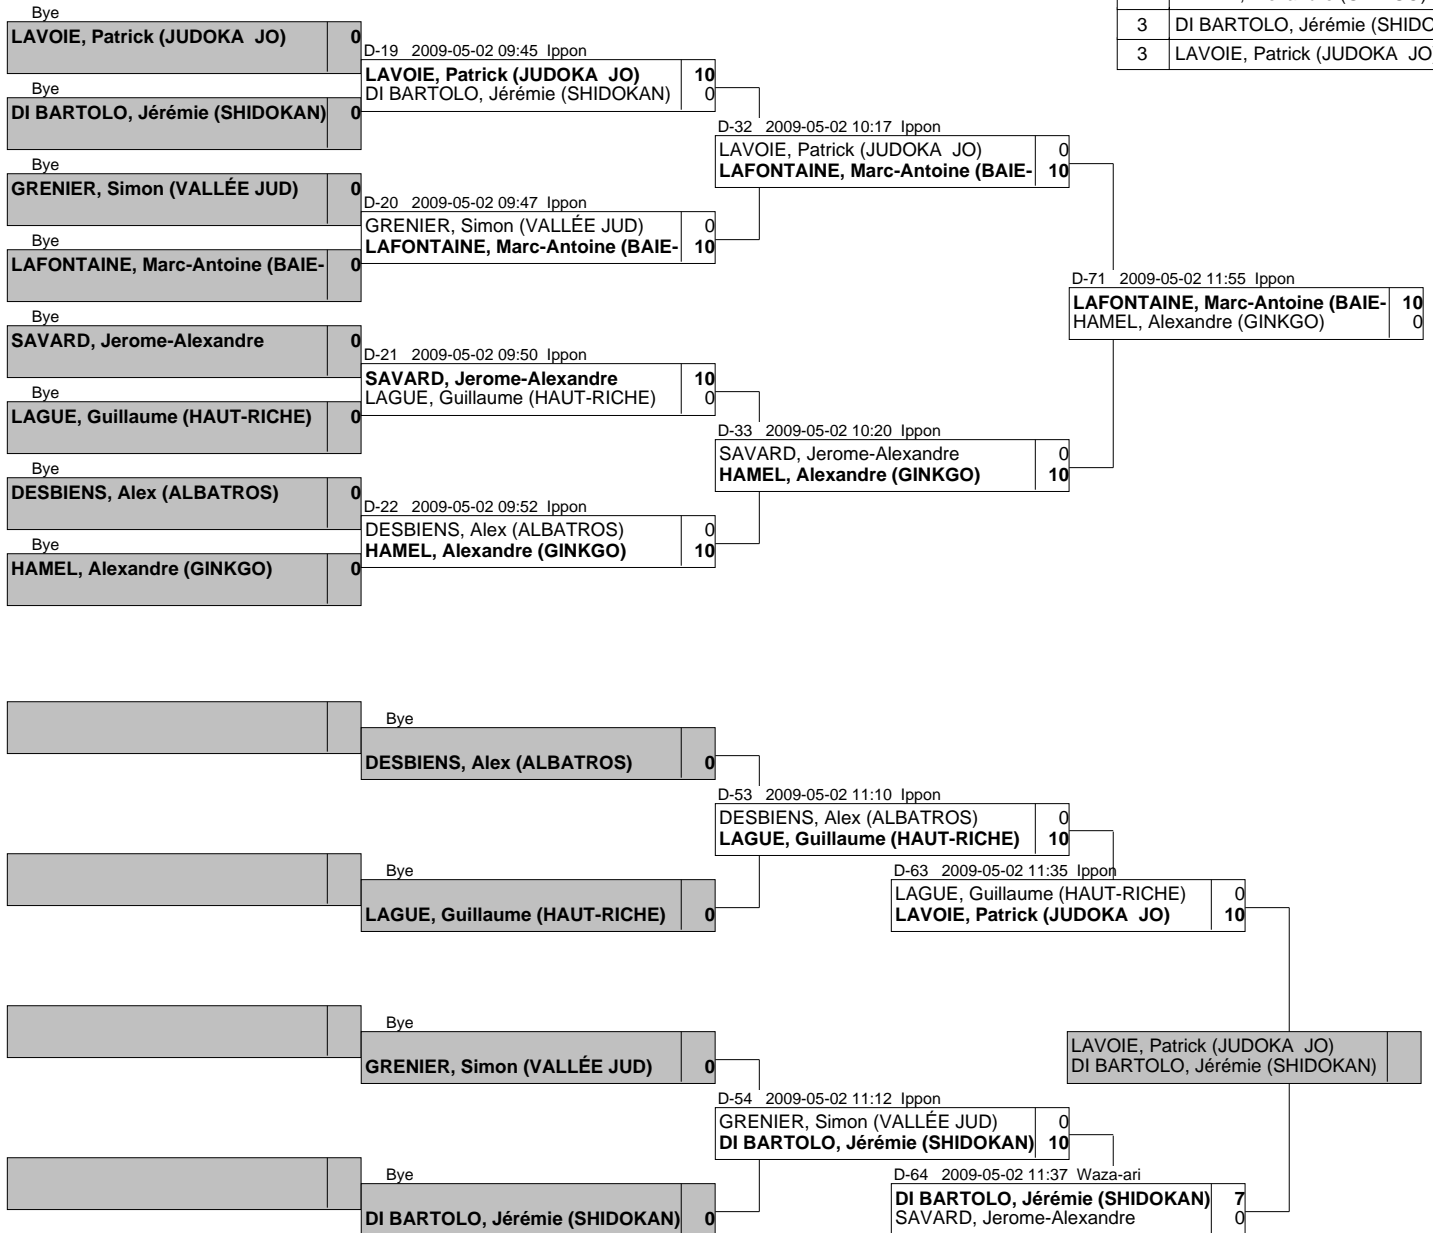 3 DI BARTOLO, Jérémie (SHIDO
3 LAVOIE, Patrick (JUDOKA JO
Bye
LAVOIE, Patrick (JUDOKA JO) 0
Bye
DI BARTOLO, Jérémie (SHIDOKAN) 0
Bye
GRENIER, Simon (VALLÉE JUD) 0
Bye
LAFONTAINE, Marc-Antoine (BAIE- 0
Bye
SAVARD, Jerome-Alexandre 0
Bye
LAGUE, Guillaume (HAUT-RICHE) 0
Bye
DESBIENS, Alex (ALBATROS) 0
Bye
HAMEL, Alexandre (GINKGO) 0
D-19 2009-05-02 09:45 Ippon
LAVOIE, Patrick (JUDOKA JO) 10
DI BARTOLO, Jérémie (SHIDOKAN) 0
D-20 2009-05-02 09:47 Ippon
GRENIER, Simon (VALLÉE JUD) 0
LAFONTAINE, Marc-Antoine (BAIE- 10
D-21 2009-05-02 09:50 Ippon
SAVARD, Jerome-Alexandre 10
LAGUE, Guillaume (HAUT-RICHE) 0
D-22 2009-05-02 09:52 Ippon
DESBIENS, Alex (ALBATROS) 0
HAMEL, Alexandre (GINKGO) 10
D-32 2009-05-02 10:17 Ippon
LAVOIE, Patrick (JUDOKA JO) 0
LAFONTAINE, Marc-Antoine (BAIE- 10
D-33 2009-05-02 10:20 Ippon
SAVARD, Jerome-Alexandre 0
HAMEL, Alexandre (GINKGO) 10
D-71 2009-05-02 11:55 Ippon
LAFONTAINE, Marc-Antoine (BAIE- 10
HAMEL, Alexandre (GINKGO) 0
Bye
DESBIENS, Alex (ALBATROS) 0
Bye
LAGUE, Guillaume (HAUT-RICHE) 0
Bye
GRENIER, Simon (VALLÉE JUD) 0
Bye
DI BARTOLO, Jérémie (SHIDOKAN) 0
D-53 2009-05-02 11:10 Ippon
DESBIENS, Alex (ALBATROS) 0
LAGUE, Guillaume (HAUT-RICHE) 10
D-63 2009-05-02 11:35 Ippon
LAGUE, Guillaume (HAUT-RICHE) 0
LAVOIE, Patrick (JUDOKA JO) 10
D-54 2009-05-02 11:12 Ippon
GRENIER, Simon (VALLÉE JUD) 0
DI BARTOLO, Jérémie (SHIDOKAN) 10
D-64 2009-05-02 11:37 Waza-ari
DI BARTOLO, Jérémie (SHIDOKAN) 7
SAVARD, Jerome-Alexandre 0
LAVOIE, Patrick (JUDOKA JO)
DI BARTOLO, Jérémie (SHIDOKAN)